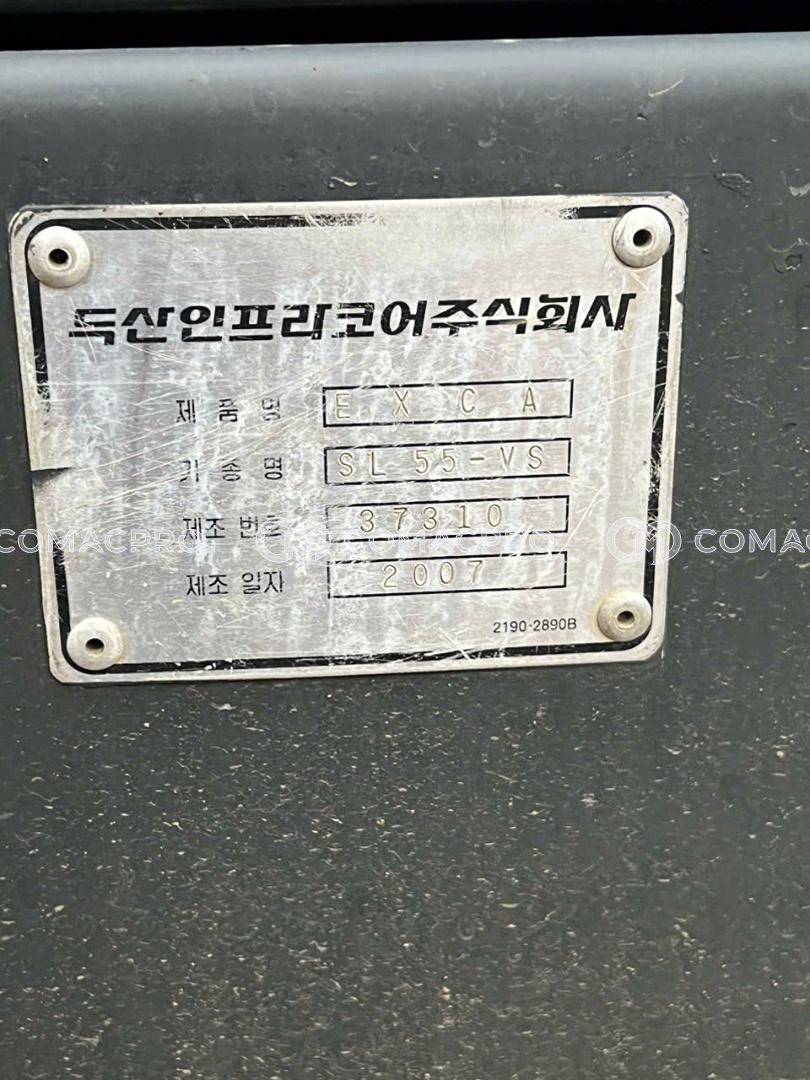 두산인프라코어주식회사
제 품 명 EXCA
기 종 명 SL 55-VS
제조 번호 37310
제조 일자 2007
2190-2890B
COMACPRO COMACPRO COMAC